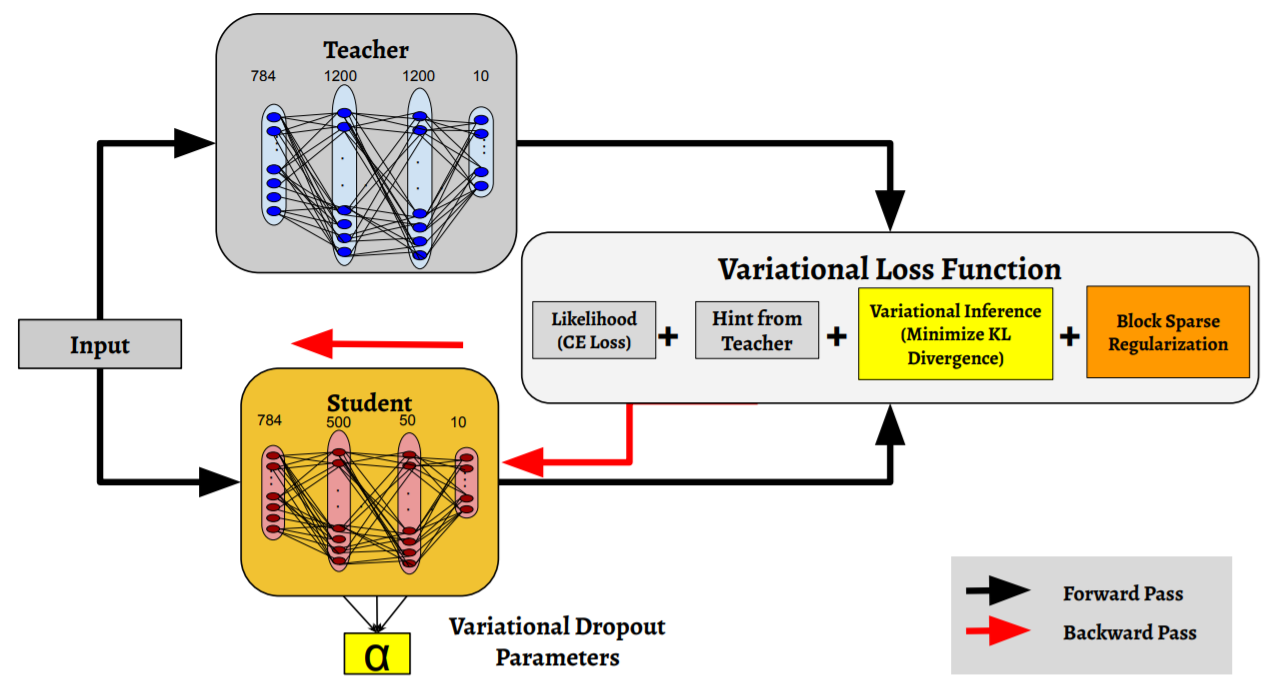 Teacher
784 1200 1200 10
Variational Loss Function
Likelihood
(CE Loss)
+
Hint from
Teacher
+
Variational Inference
(Minimize KL
Divergence)
+
Block Sparse
Regularization
Input
Student
784 500 50 10
α
Variational Dropout
Parameters
Forward Pass
Backward Pass